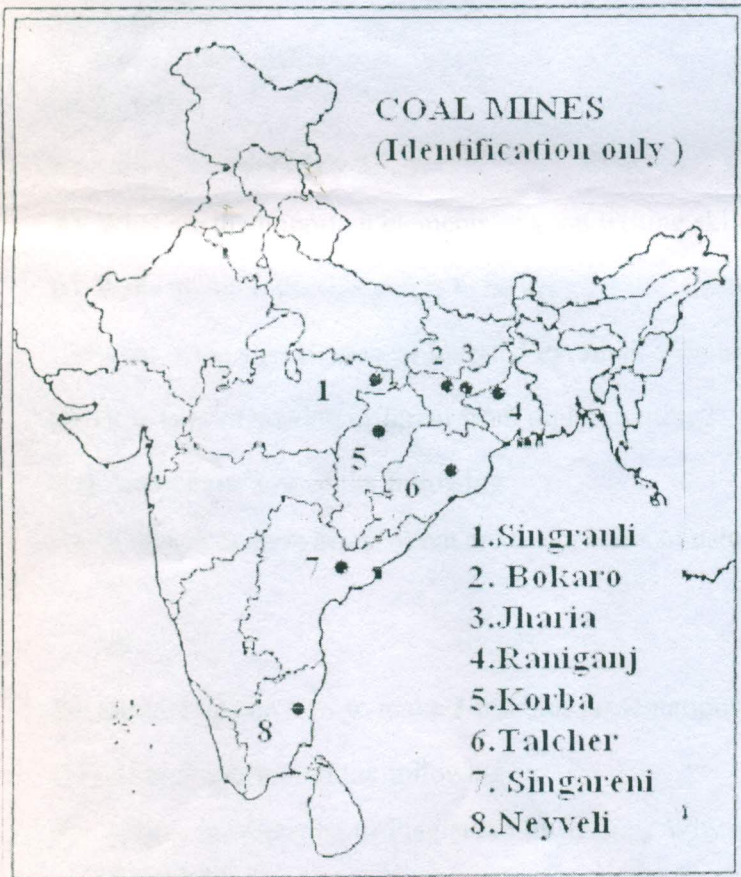 COAL MINES
(Identification only )
1
2
3
4
5
6
7
8
1.Singrauli
2. Bokaro
3.Jharia
4.Raniganj
5.Korba
6.Talcher
7. Singareni
8.Neyveli